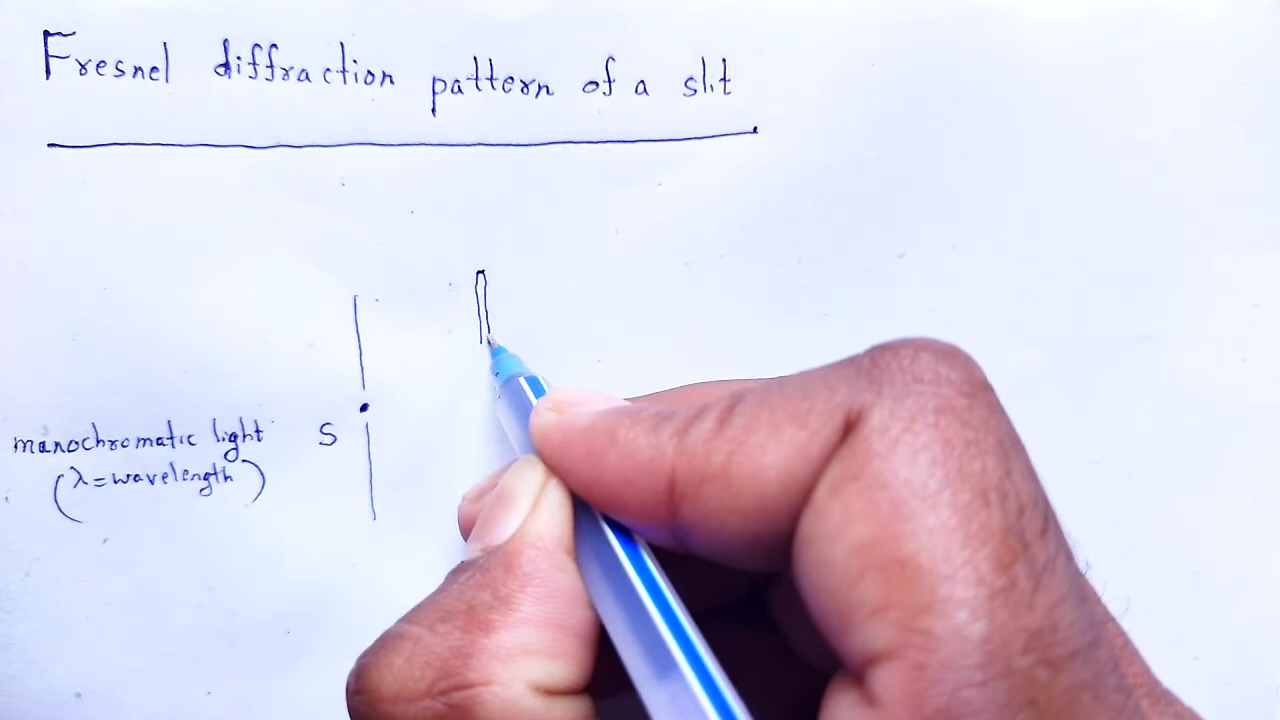 Fresnel diffraction pattern of a slit
manochromatic light S
(λ=wavelength)